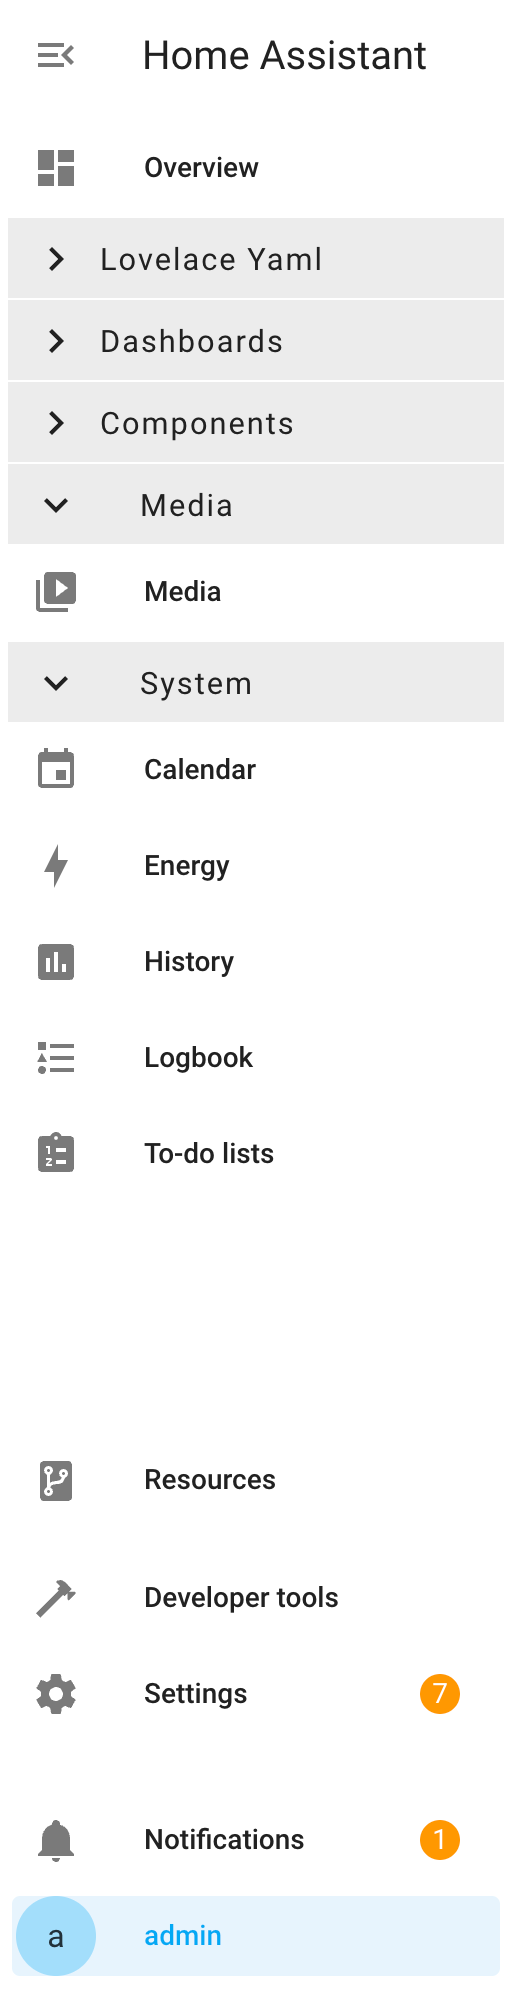 Home Assistant
Overview
Lovelace Yaml
Dashboards
Components
Media
Media
System
Calendar
Energy
History
Logbook
To-do lists
Resources
Developer tools
Settings 7
Notifications 1
a admin